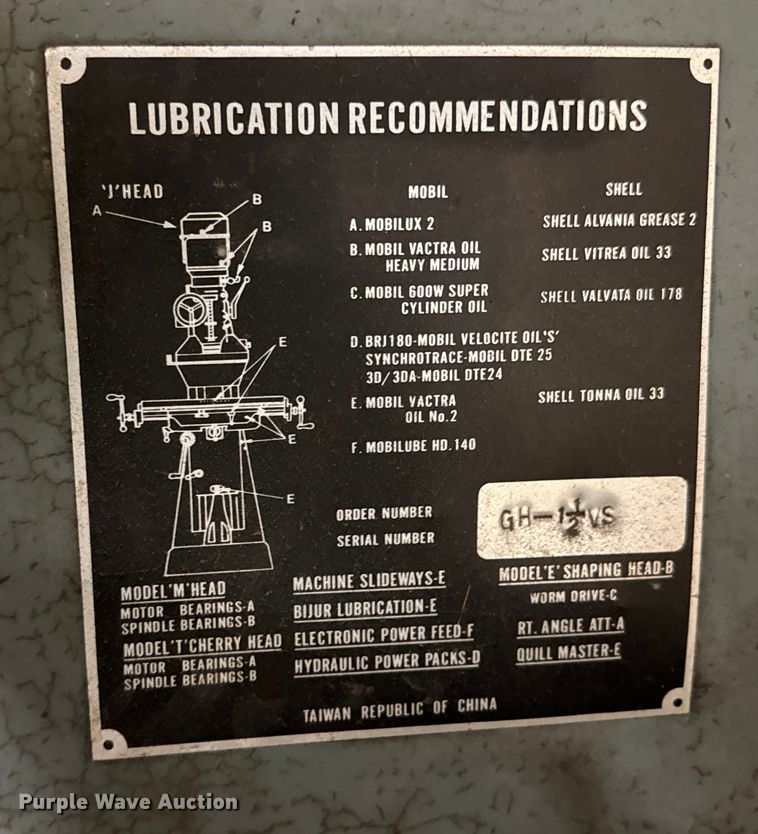 LUBRICATION RECOMMENDATIONS
'J' HEAD
MOBIL
SHELL
A
B
B
E
E
E
A. MOBILUX 2
SHELL ALVANIA GREASE 2
B. MOBIL VACTRA OIL
HEAVY MEDIUM
SHELL VITREA OIL 33
C. MOBIL 600W SUPER
CYLINDER OIL
SHELL VALVATA OIL 178
D. BRJ180-MOBIL VELOCITE OIL'S'
SYNCHROTRACE-MOBIL DTE 25
3D/3DA-MOBIL DTE24
E. MOBIL VACTRA
OIL No.2
SHELL TONNA OIL 33
F. MOBILUBE HD.140
ORDER NUMBER
SERIAL NUMBER
GH-1½VS
MODEL'M'HEAD
MOTOR BEARINGS-A
SPINDLE BEARINGS-B
MODEL'T'CHERRY HEAD
MOTOR BEARINGS-A
SPINDLE BEARINGS-B
MACHINE SLIDEWAYS-E
BIJUR LUBRICATION-E
ELECTRONIC POWER FEED-F
HYDRAULIC POWER PACKS-D
MODEL'E'SHAPING HEAD-B
WORM DRIVE-C
RT. ANGLE ATT-A
QUILL MASTER-E
TAIWAN REPUBLIC OF CHINA
Purple Wave Auction